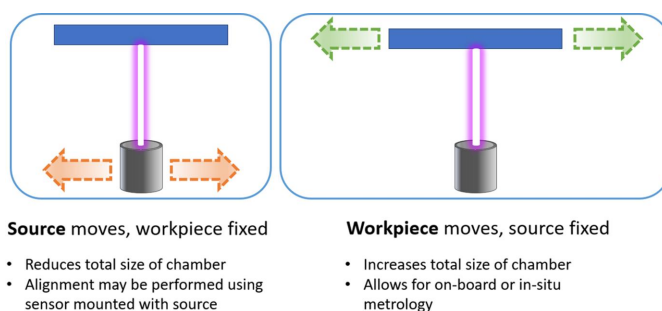 Source moves, workpiece fixed
• Reduces total size of chamber
• Alignment may be performed using
sensor mounted with source
Workpiece moves, source fixed
• Increases total size of chamber
• Allows for on-board or in-situ
metrology